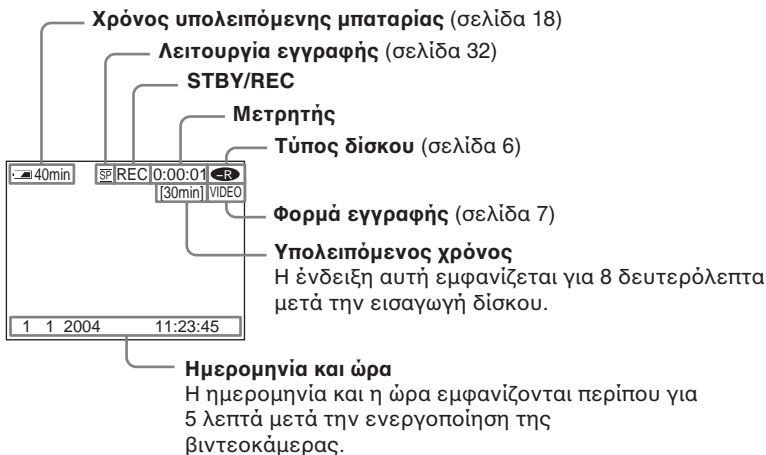 Χρόνος υπολειπόμενης μπαταρίας (σελίδα 18)
Λειτουργία εγγραφής (σελίδα 32)
STBY/REC
Μετρητής
Τύπος δίσκου (σελίδα 6)
40min SP REC 0:00:01 -R
[30min] VIDEO
Φορμά εγγραφής (σελίδα 7)
Υπολειπόμενος χρόνος
Η ένδειξη αυτή εμφανίζεται για 8 δευτερόλεπτα
μετά την εισαγωγή δίσκου.
1 1 2004 11:23:45
Ημερομηνία και ώρα
Η ημερομηνία και η ώρα εμφανίζονται περίπου για
5 λεπτά μετά την ενεργοποίηση της
βιντεοκάμερας.